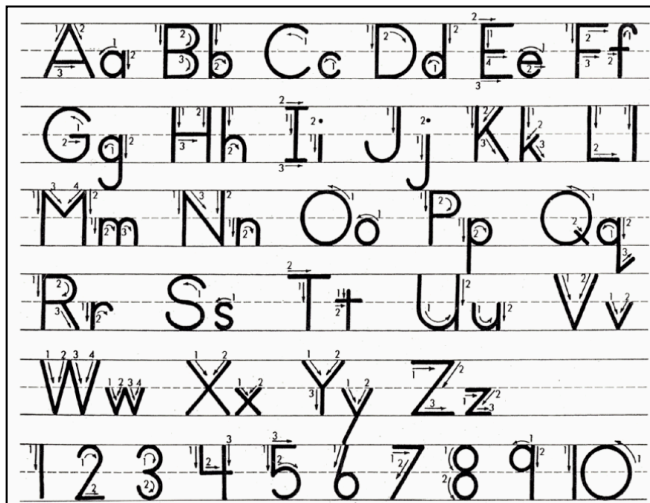 Aa Bb Cc Dd Ee Ff
Gg Hh Ii Jj Kk Ll
Mm Nn Oo Pp Qq
Rr Ss Tt Uu Vv
Ww Xx Yy Zz
1 2 3 4 5 6 7 8 9 10